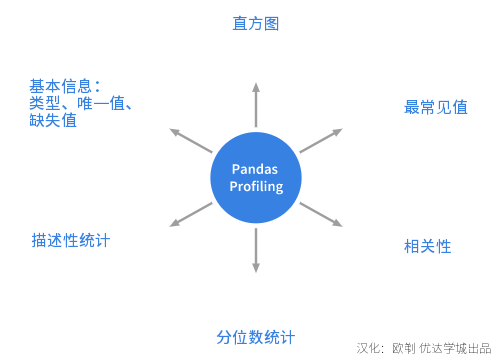 直方图
基本信息：
类型、唯一值、
缺失值
最常见值
Pandas
Profiling
描述性统计
相关性
分位数统计
汉化：欧剃 优达学城出品